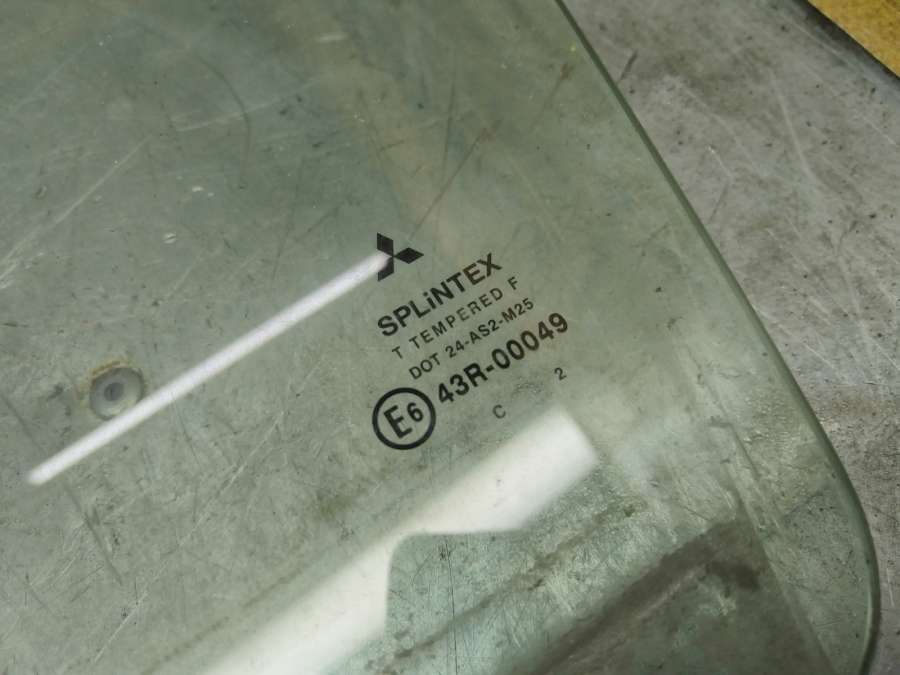 SPLiNTEX
T TEMPERED F
DOT 24-AS2-M25
E6 43R-00049
C 2